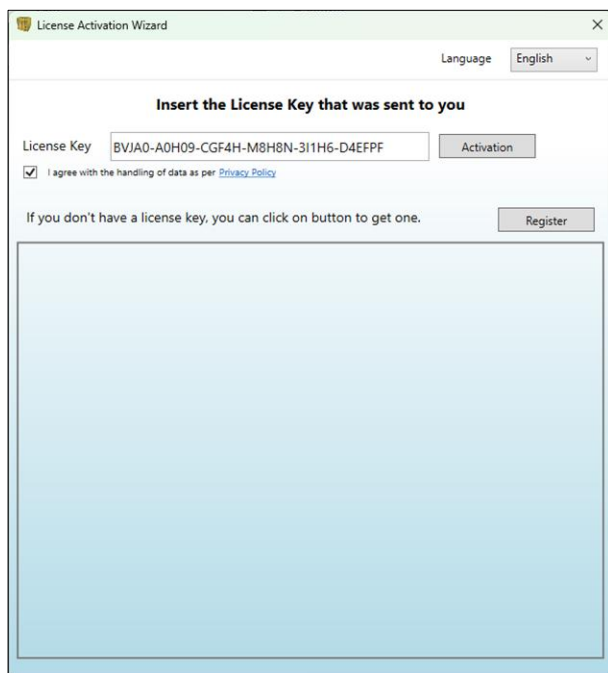 License Activation Wizard
Language English
Insert the License Key that was sent to you
License Key BVJA0-A0H09-CGF4H-M8H8N-3I1H6-D4EFPF Activation
I agree with the handling of data as per Privacy Policy
If you don't have a license key, you can click on button to get one. Register